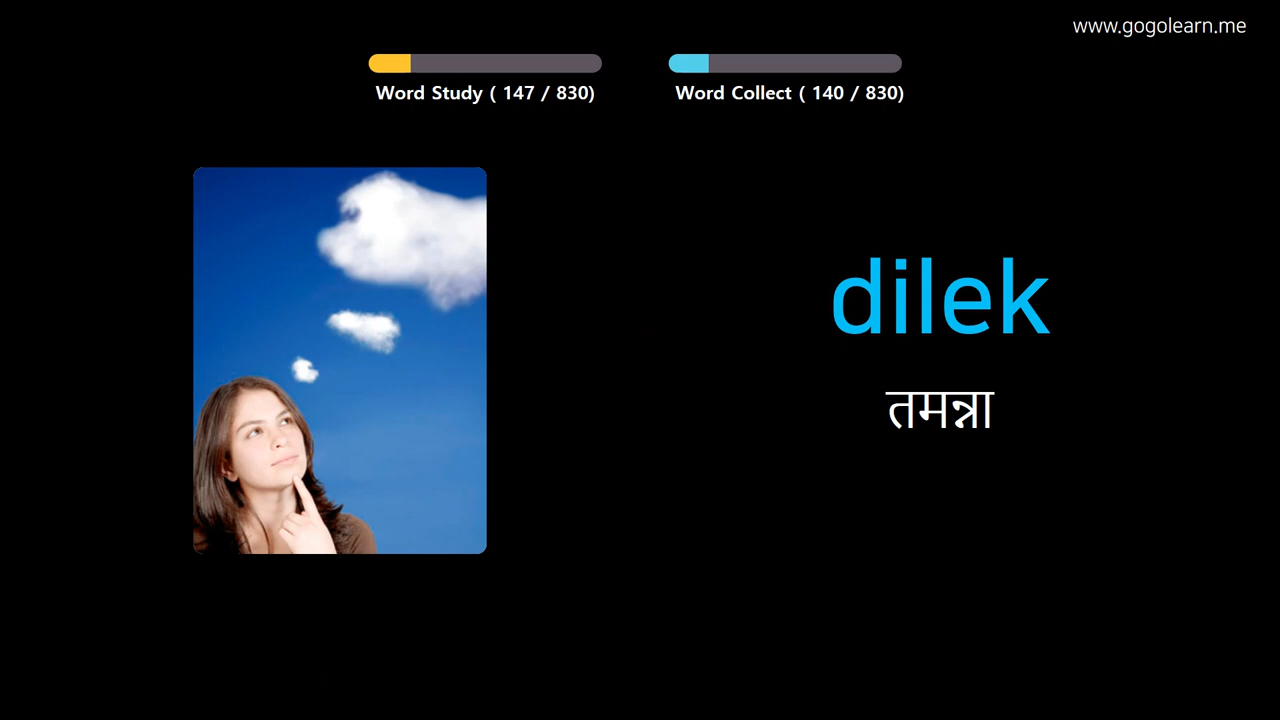 www.gogolearn.me
Word Study ( 147 / 830)
Word Collect ( 140 / 830)
dilek
तमन्ना